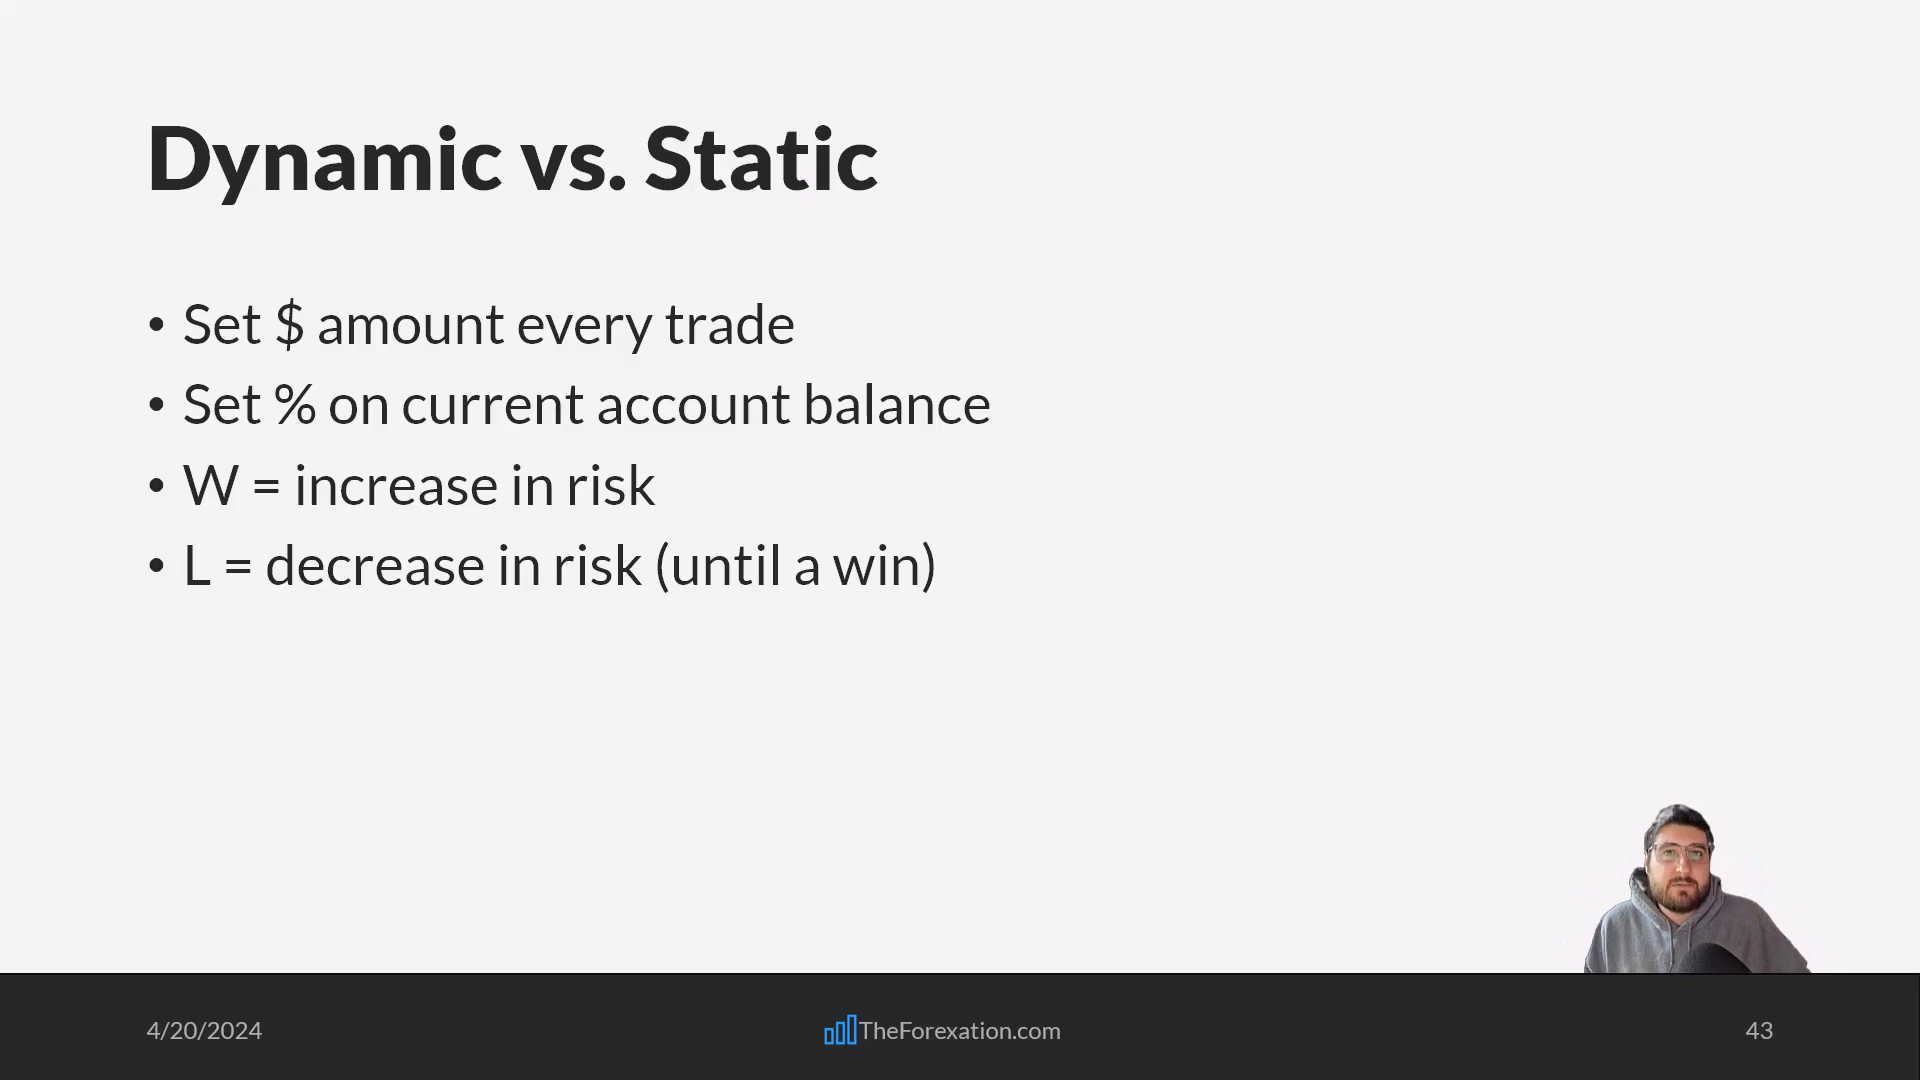 Dynamic vs. Static
• Set $ amount every trade
• Set % on current account balance
• W = increase in risk
• L = decrease in risk (until a win)
4/20/2024
TheForexation.com
43